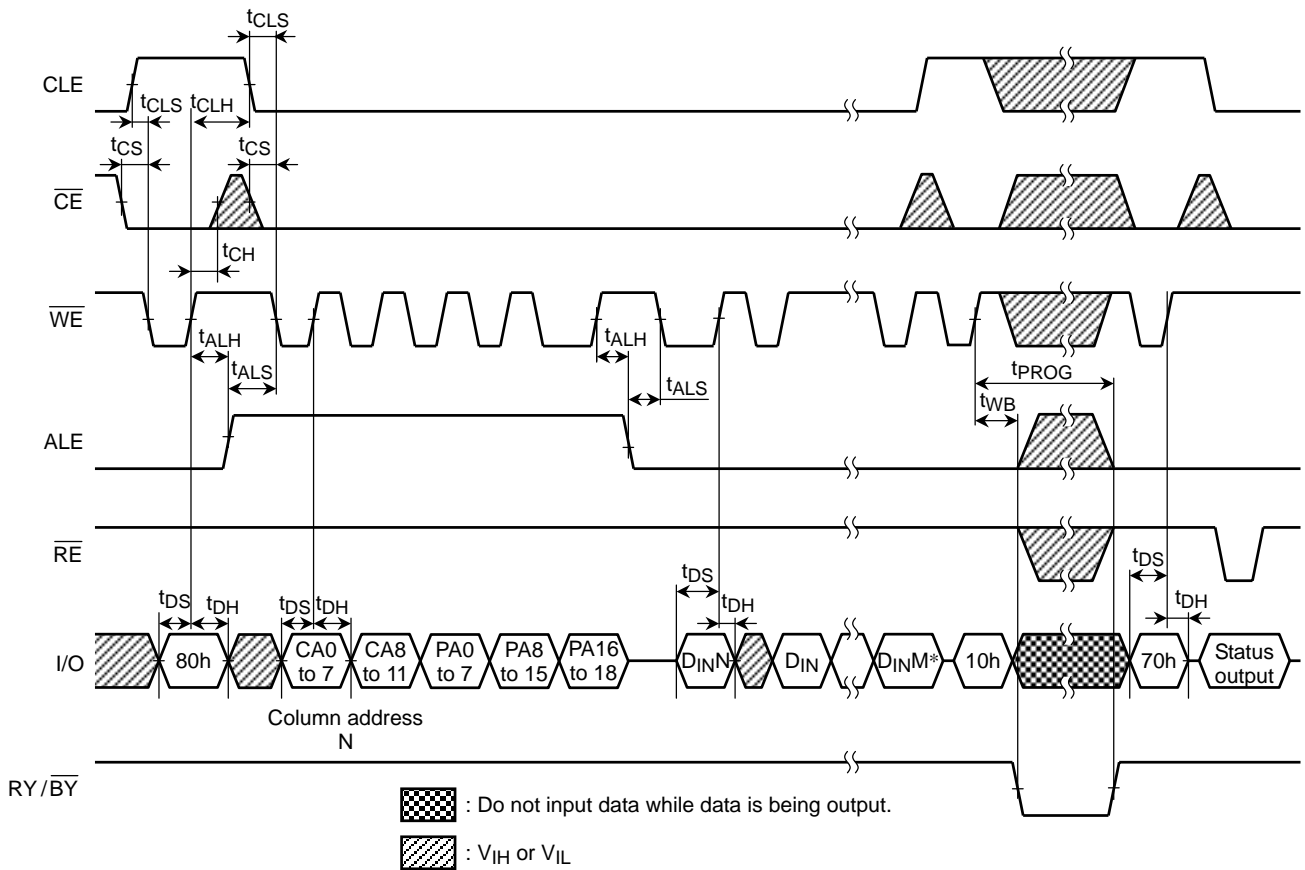 tCLS
CLE
tCLS
tCLH
tCS
tCS
CE
tCH
WE
tALH
tALS
tALH
tALS
tPROG
tWB
ALE
RE
tDS
tDH
tDS
tDH
tDS
tDH
tDS
tDH
I/O
80h
CA0
to 7
CA8
to 11
PA0
to 7
PA8
to 15
PA16
to 18
DINN
DIN
DINM*
10h
70h
Status
output
Column address
N
RY/BY
: Do not input data while data is being output.
: VIH or VIL